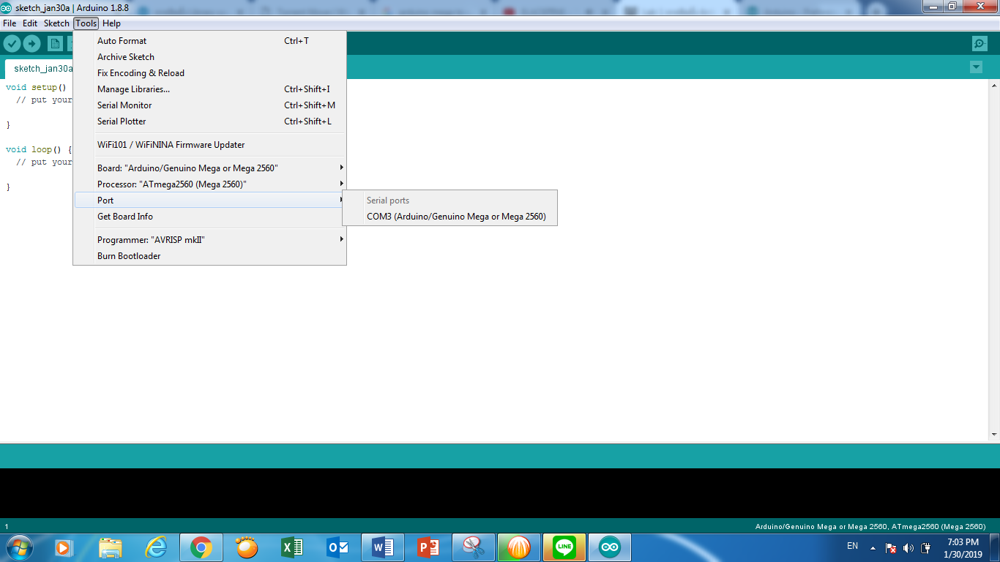 sketch_jan30a | Arduino 1.8.8
File Edit Sketch Tools Help
Auto Format Ctrl+T
Archive Sketch
Fix Encoding & Reload
Manage Libraries... Ctrl+Shift+I
Serial Monitor Ctrl+Shift+M
Serial Plotter Ctrl+Shift+L
WiFi101 / WiFiNINA Firmware Updater
Board: "Arduino/Genuino Mega or Mega 2560"
Processor: "ATmega2560 (Mega 2560)"
Port
Get Board Info
Programmer: "AVRISP mkII"
Burn Bootloader
Serial ports
COM3 (Arduino/Genuino Mega or Mega 2560)
sketch_jan30a
void setup()
// put your
}
void loop() {
// put your
}
1
Arduino/Genuino Mega or Mega 2560, ATmega2560 (Mega 2560)
LINE
EN
7:03 PM
1/30/2019